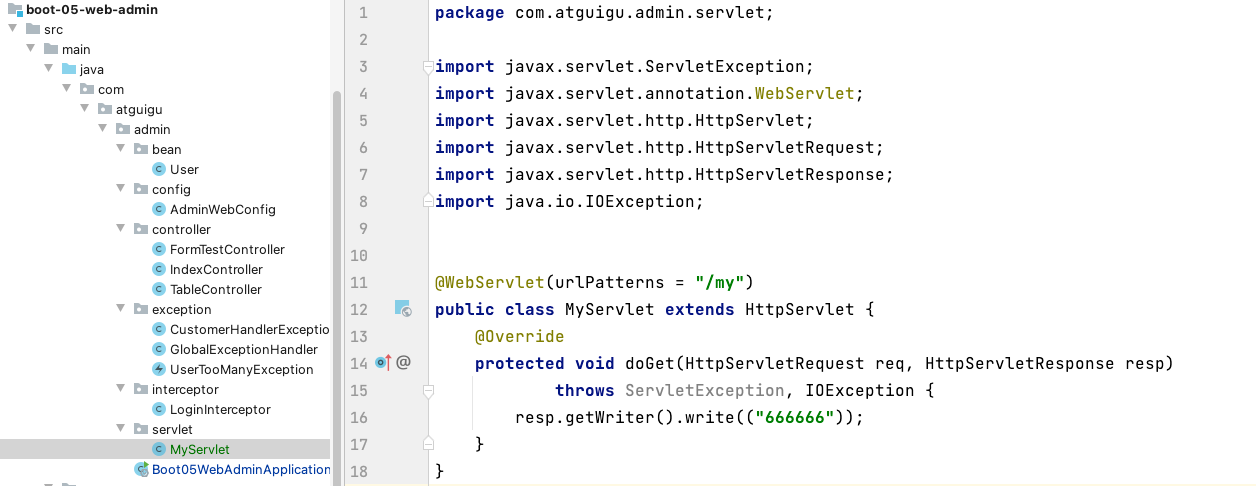 boot-05-web-admin
src
main
java
com
atguigu
admin
bean
C User
config
C AdminWebConfig
controller
C FormTestController
C IndexController
C TableController
exception
C CustomerHandlerExceptio
C GlobalExceptionHandler
UserTooManyException
interceptor
C LoginInterceptor
servlet
C MyServlet
Boot05WebAdminApplication
1 package com.atguigu.admin.servlet;
2
3 import javax.servlet.ServletException;
4 import javax.servlet.annotation.WebServlet;
5 import javax.servlet.http.HttpServlet;
6 import javax.servlet.http.HttpServletRequest;
7 import javax.servlet.http.HttpServletResponse;
8 import java.io.IOException;
9
10
11 @WebServlet(urlPatterns = "/my")
12 public class MyServlet extends HttpServlet {
13 @Override
14 @ protected void doGet(HttpServletRequest req, HttpServletResponse resp)
15 throws ServletException, IOException {
16 resp.getWriter().write(("666666"));
17 }
18 }